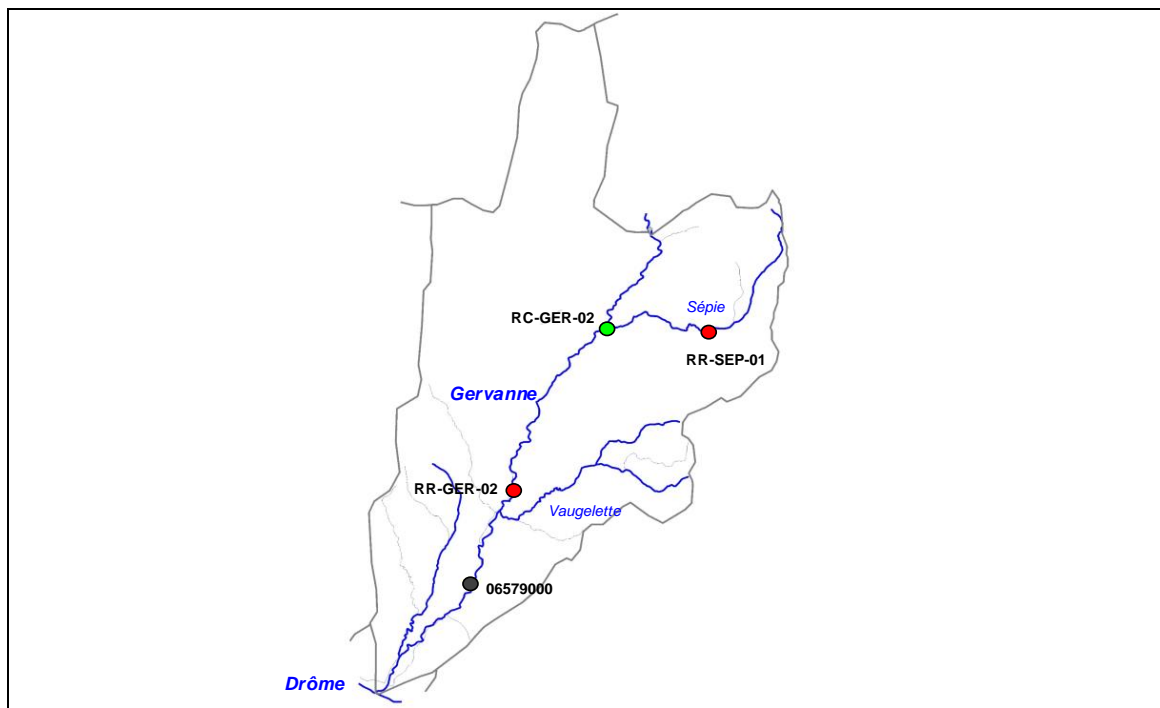 Sépie
RC-GER-02
RR-SEP-01
Gervanne
RR-GER-02
Vaugelette
06579000
Drôme